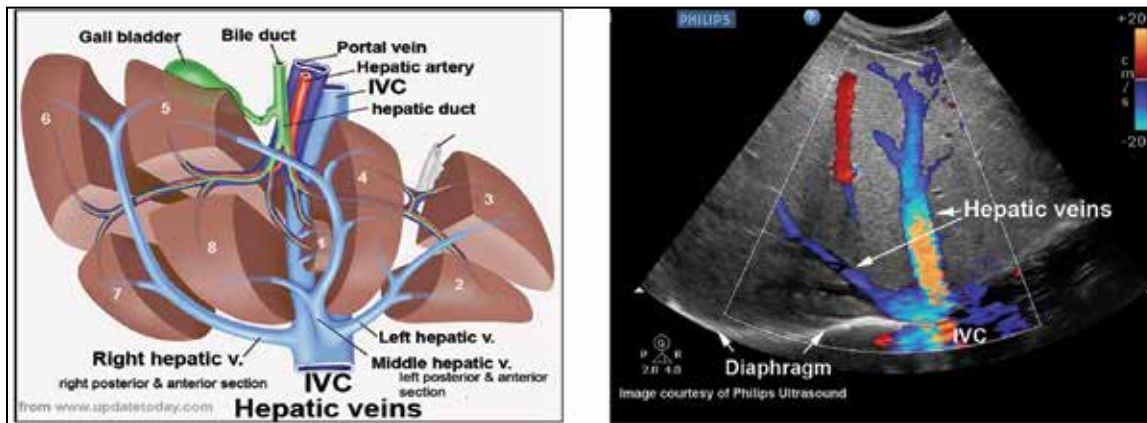 Gall bladder
Bile duct
Portal vein
Hepatic artery
IVC
hepatic duct
6
5
4
3
8
1
7
2
Left hepatic v.
Right hepatic v.
right posterior & anterior section
Middle hepatic v.
left posterior & anterior
section
IVC
from www.updatetoday.com
Hepatic veins
PHILIPS
+20
c
m
/
s
-20
Hepatic veins
IVC
G
P R
2.0 4.0
Diaphragm
Image courtesy of Philips Ultrasound